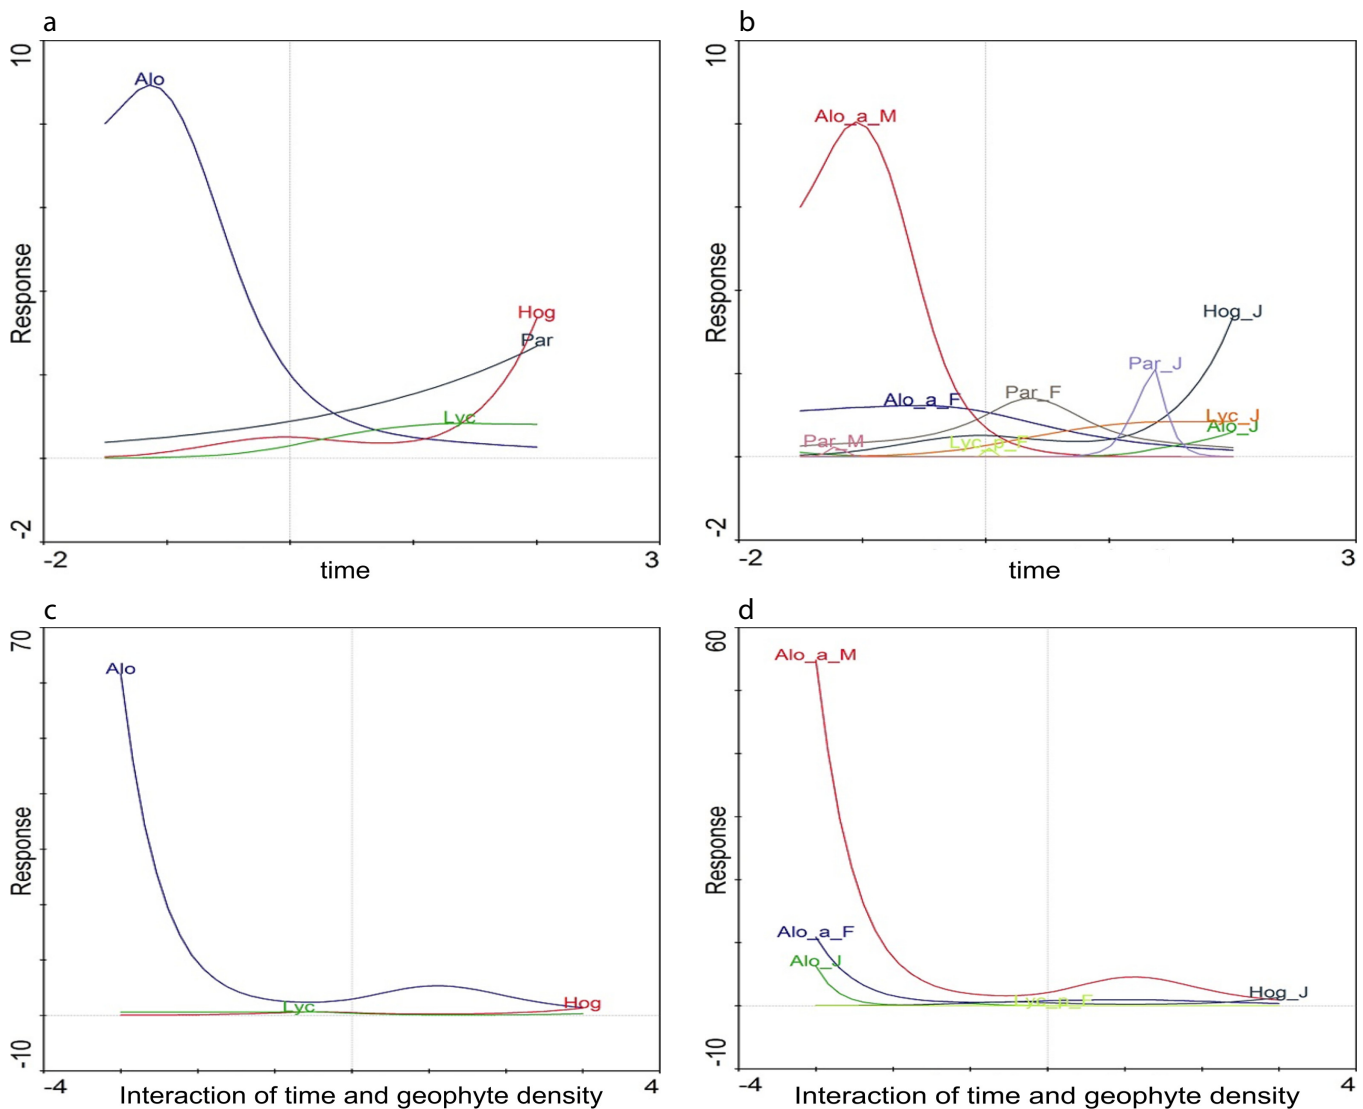 a
10
Response
-2
-2
time
3
Alo
Hog
Par
Lyc
b
10
Response
-2
-2
time
3
Alo_a_M
Hog_J
Par_J
Par_F
Alo_a_F
Lyc_J
Alo_J
Par_M
Lyc_p_F
c
70
Response
-10
-4
Interaction of time and geophyte density
4
Alo
Lyc
Hog
d
60
Response
-10
-4
Interaction of time and geophyte density
4
Alo_a_M
Alo_a_F
Alo_J
Lyc_p_F
Hog_J